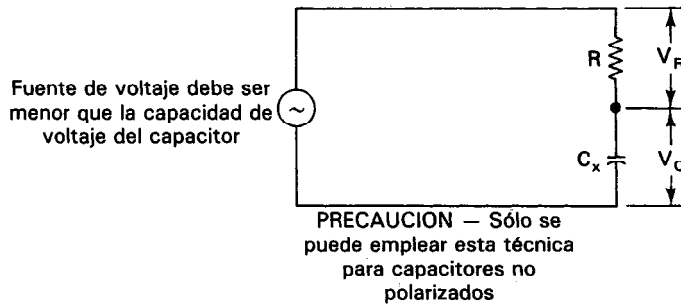 Fuente de voltaje debe ser
menor que la capacidad de
voltaje del capacitor
~
R
V
Cx
V
PRECAUCION — Sólo se
puede emplear esta técnica
para capacitores no
polarizados